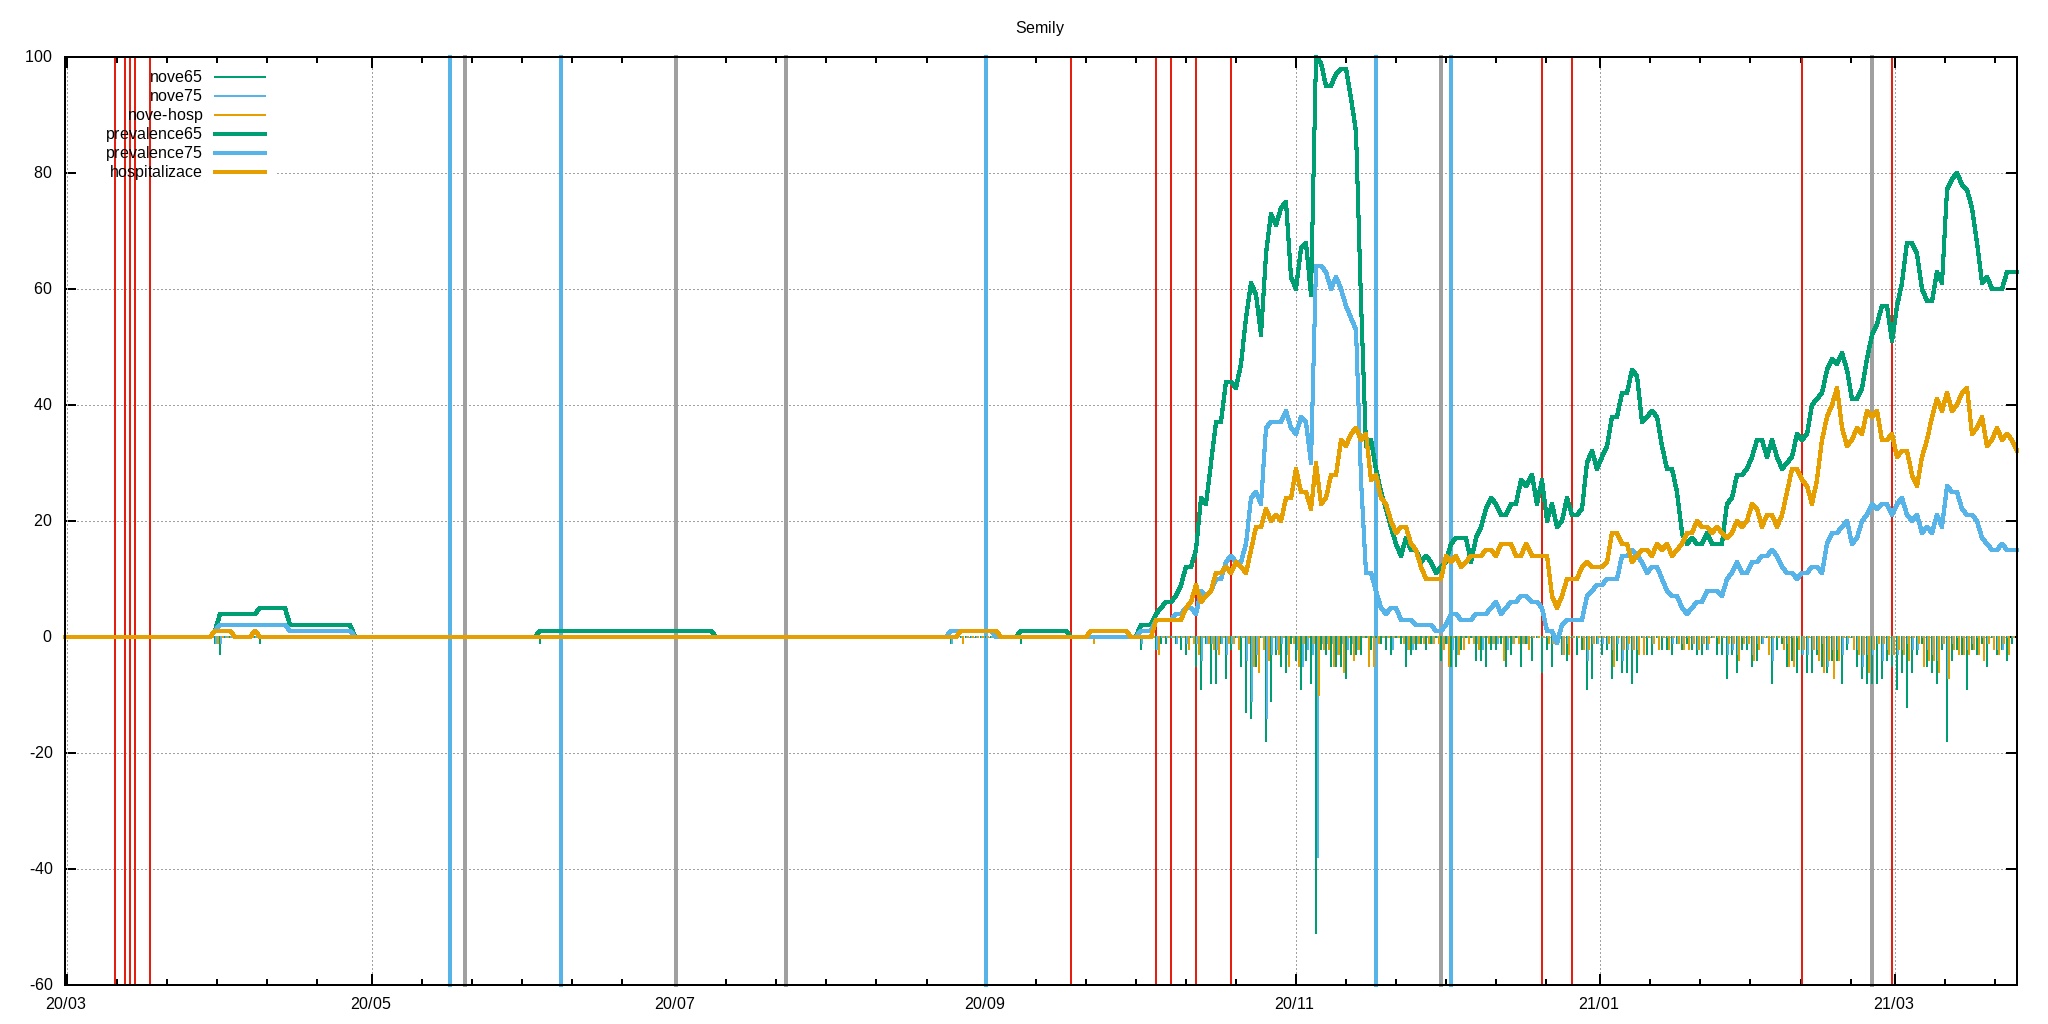 Semily
100
80
60
40
20
0
-20
-40
-60
nove65
nove75
nove-hosp
prevalence65
prevalence75
hospitalizace
20/03 20/05 20/07 20/09 20/11 21/01 21/03